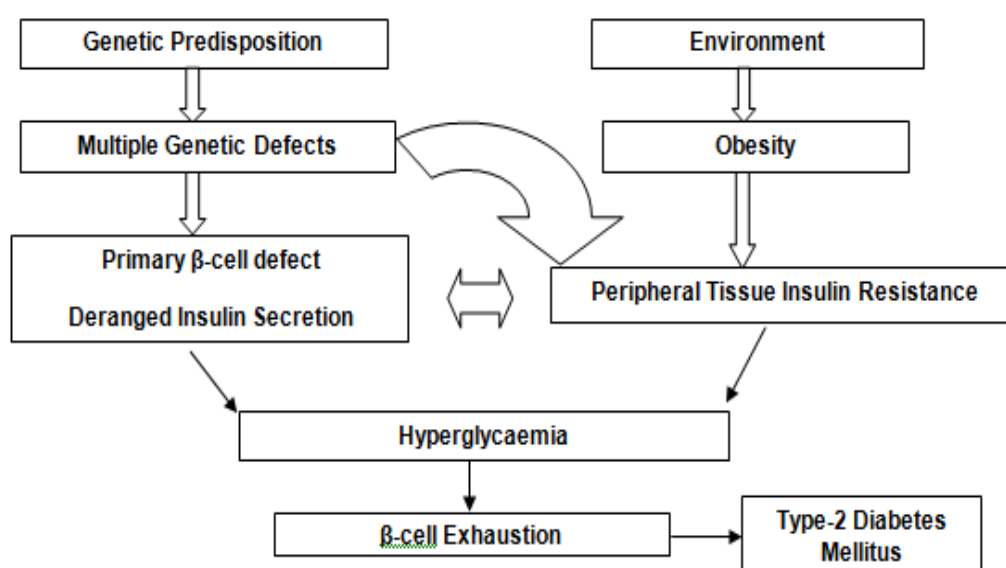 Genetic Predisposition
Environment
Multiple Genetic Defects
Obesity
Primary β-cell defect
Deranged Insulin Secretion
Peripheral Tissue Insulin Resistance
Hyperglycaemia
β-cell Exhaustion
Type-2 Diabetes
Mellitus